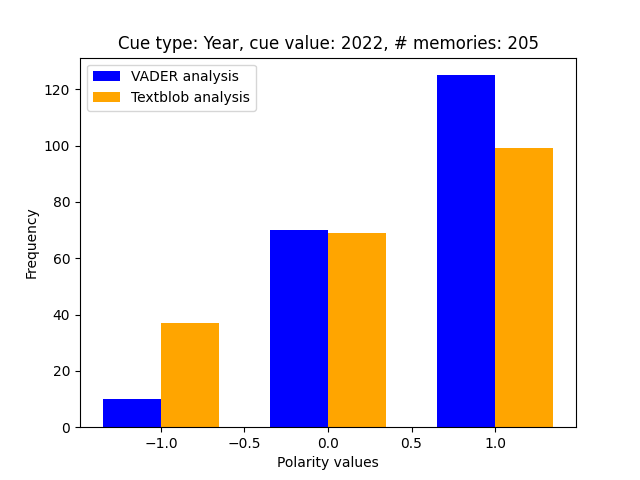 Cue type: Year, cue value: 2022, # memories: 205
VADER analysis
Textblob analysis
Frequency
120
100
80
60
40
20
0
−1.0 −0.5 0.0 0.5 1.0
Polarity values